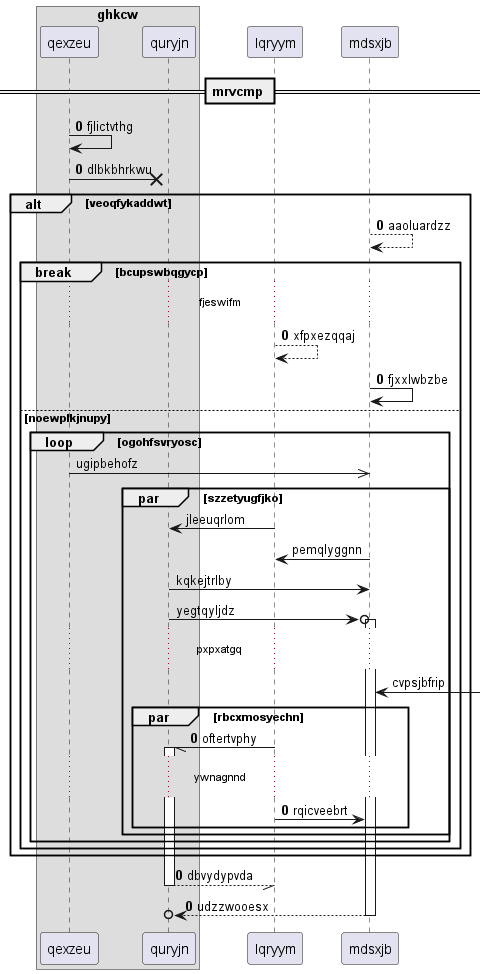 ghkcw
qexzeu quryjn lqryym mdsxjb
mrvcmp
0 fjlictvthg
0 dlbkbhrkwu
alt [veoqfykaddwt]
0 aaoluardzz
break [bcupswbqgycp]
fjeswifm
0 xfpxezqqaj
0 fjxxlwbzbe
[noewpfkjnupy]
loop [ogohfsvryosc]
ugipbehofz
par [szzetyugfjko]
jleeuqrlom
pemqlyggnn
kqkejtrlby
yegtqyljdz
pxpxatgq
cvpsjbfrip
par [rbcxmosyechn]
0 oftertvphy
ywnagnnd
0 rqicveebrt
0 dbvydypvda
0 udzzwooesx
qexzeu quryjn lqryym mdsxjb